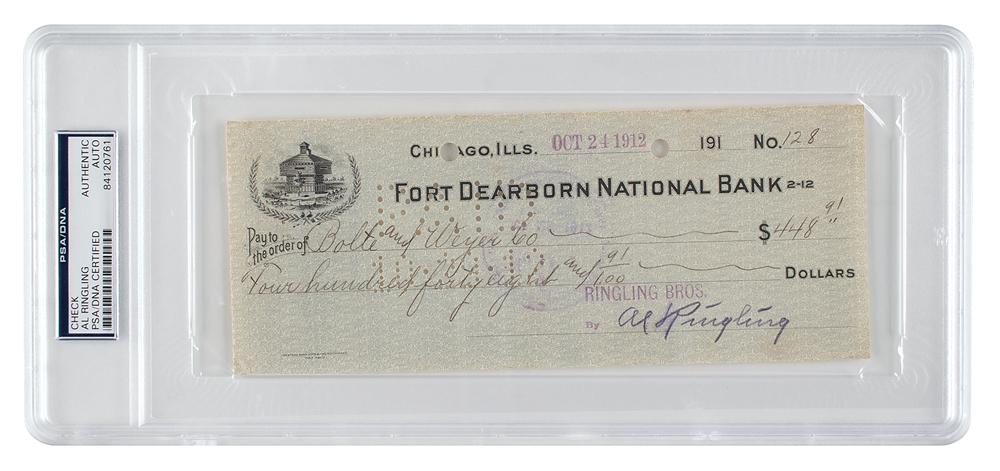 PSA/DNA
CHECK
AL RINGLING
PSA/DNA CERTIFIED
AUTHENTIC
AUTO
84120761
CHICAGO, ILLS. OCT 24 1912 191 No. 128
FORT DEARBORN NATIONAL BANK 2-12
Pay to the order of Bolte and Weyer Co $448 91
Four hundred forty eight and 91/100 DOLLARS
RINGLING BROS.
By Al Ringling